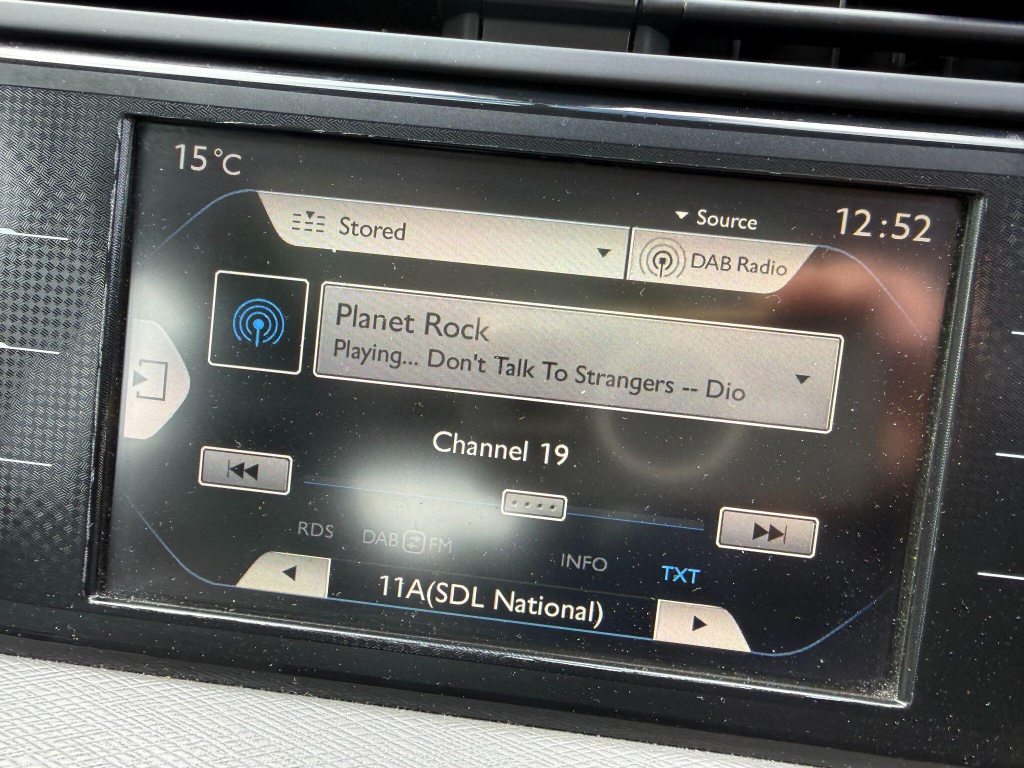 15°C
Source
12:52
Stored
DAB Radio
Planet Rock
Playing... Don't Talk To Strangers -- Dio
Channel 19
RDS
DAB FM
INFO
TXT
11A(SDL National)